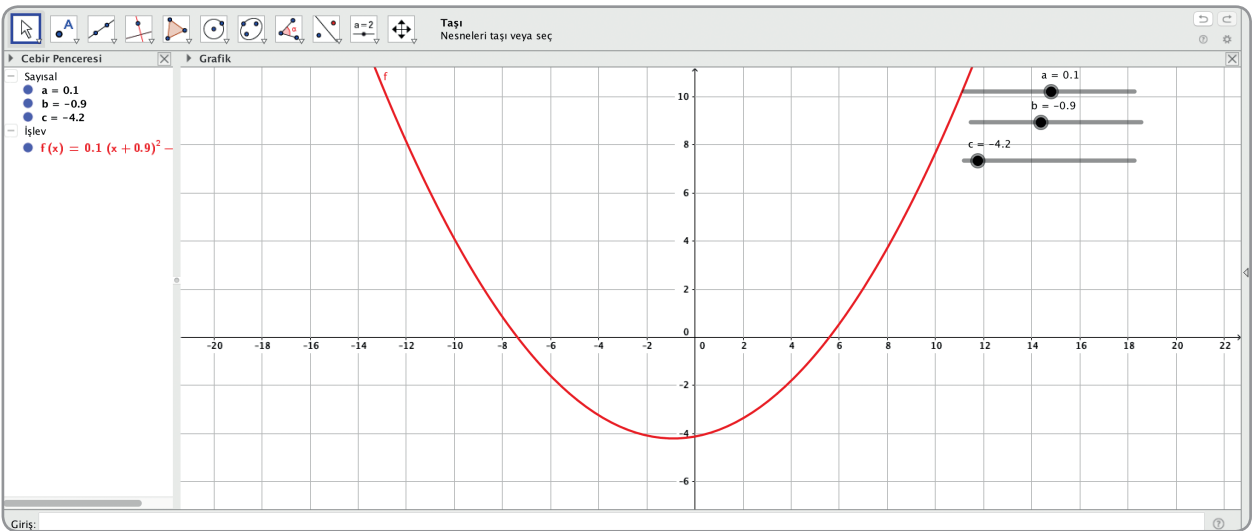 A
α
a=2
Taşı
Nesneleri taşı veya seç
Cebir Penceresi
Grafik
Sayısal
a = 0.1
b = −0.9
c = −4.2
İşlev
f(x) = 0.1 (x + 0.9)² −
f
a = 0.1
b = −0.9
c = −4.2
10
8
6
4
2
0
-20 -18 -16 -14 -12 -10 -8 -6 -4 -2 0 2 4 6 8 10 12 14 16 18 20 22
-2
-4
-6
Giriş: